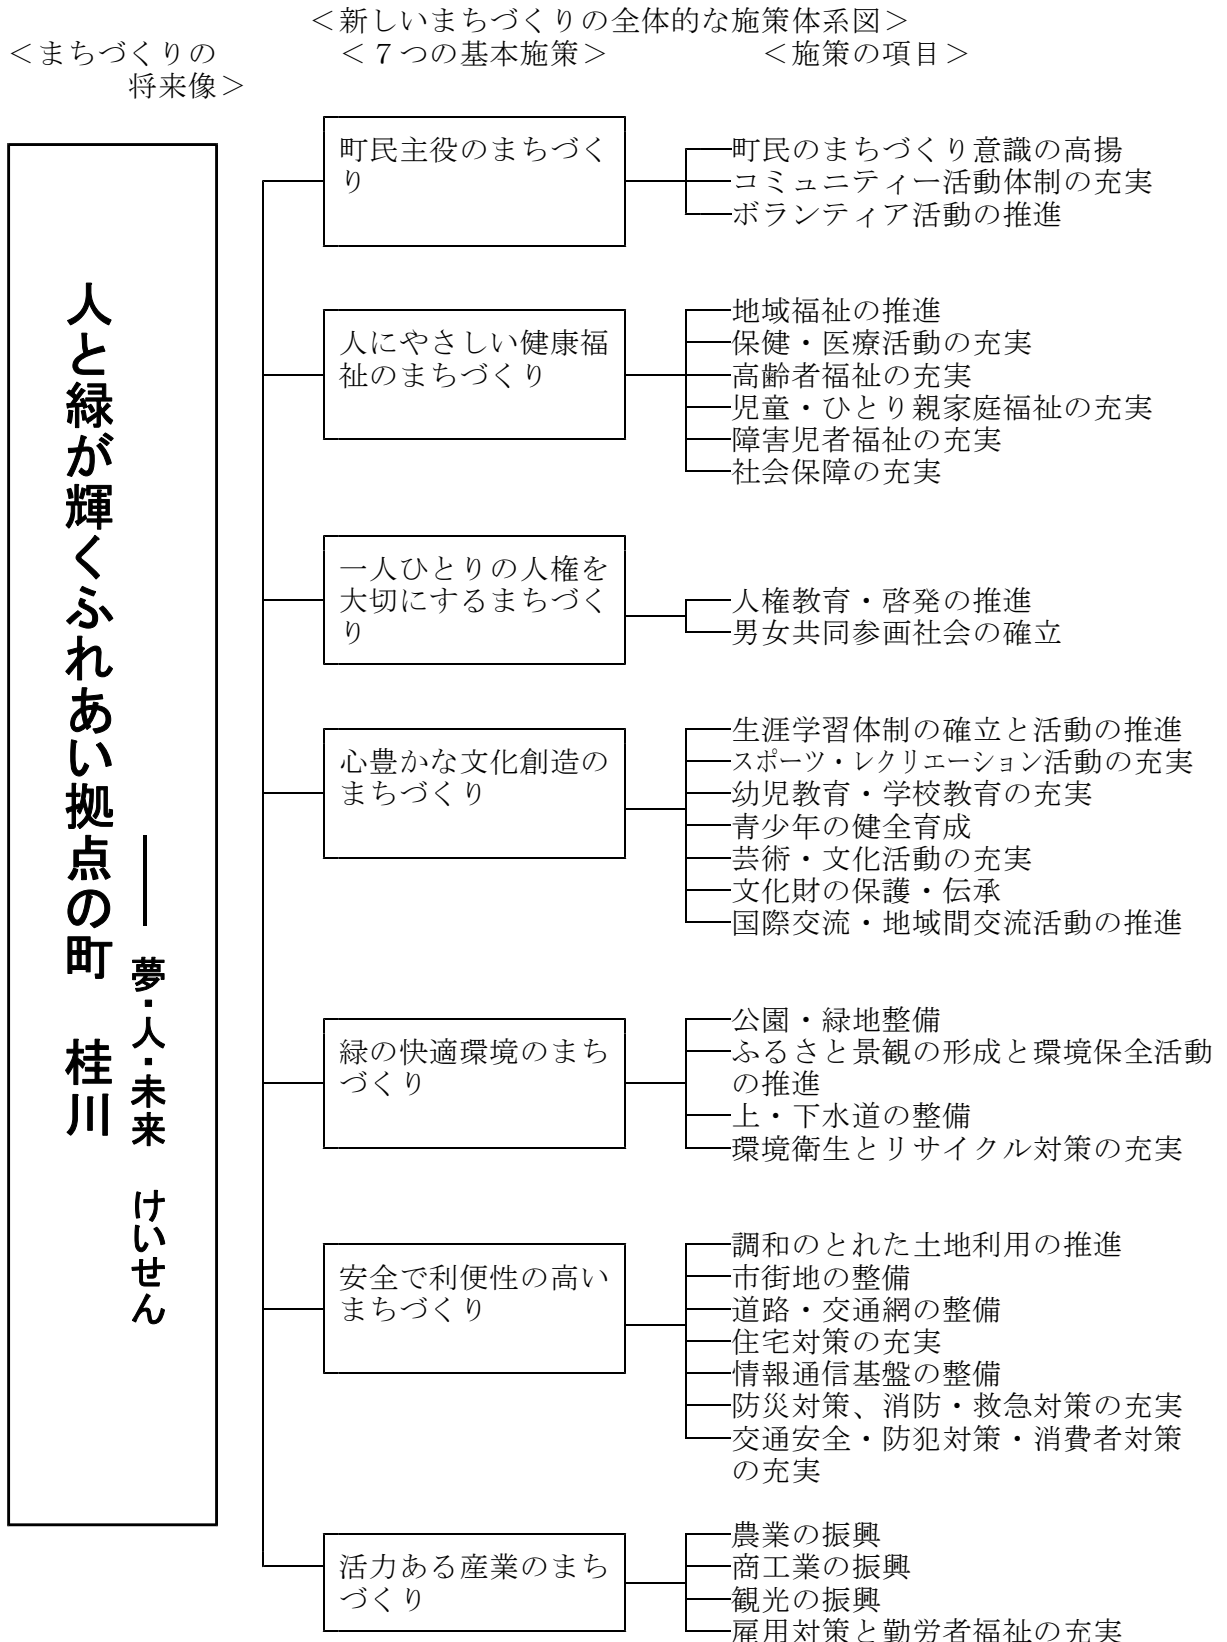 ＜新しいまちづくりの全体的な施策体系図＞
＜まちづくりの
将来像＞
＜７つの基本施策＞
＜施策の項目＞
人と緑が輝くふれあい拠点の町　桂川
――　夢・人・未来　けいせん
町民主役のまちづく
り
町民のまちづくり意識の高揚
コミュニティー活動体制の充実
ボランティア活動の推進
人にやさしい健康福
祉のまちづくり
地域福祉の推進
保健・医療活動の充実
高齢者福祉の充実
児童・ひとり親家庭福祉の充実
障害児者福祉の充実
社会保障の充実
一人ひとりの人権を
大切にするまちづく
り
人権教育・啓発の推進
男女共同参画社会の確立
心豊かな文化創造の
まちづくり
生涯学習体制の確立と活動の推進
スポーツ・レクリエーション活動の充実
幼児教育・学校教育の充実
青少年の健全育成
芸術・文化活動の充実
文化財の保護・伝承
国際交流・地域間交流活動の推進
緑の快適環境のまち
づくり
公園・緑地整備
ふるさと景観の形成と環境保全活動
の推進
上・下水道の整備
環境衛生とリサイクル対策の充実
安全で利便性の高い
まちづくり
調和のとれた土地利用の推進
市街地の整備
道路・交通網の整備
住宅対策の充実
情報通信基盤の整備
防災対策、消防・救急対策の充実
交通安全・防犯対策・消費者対策
の充実
活力ある産業のまち
づくり
農業の振興
商工業の振興
観光の振興
雇用対策と勤労者福祉の充実